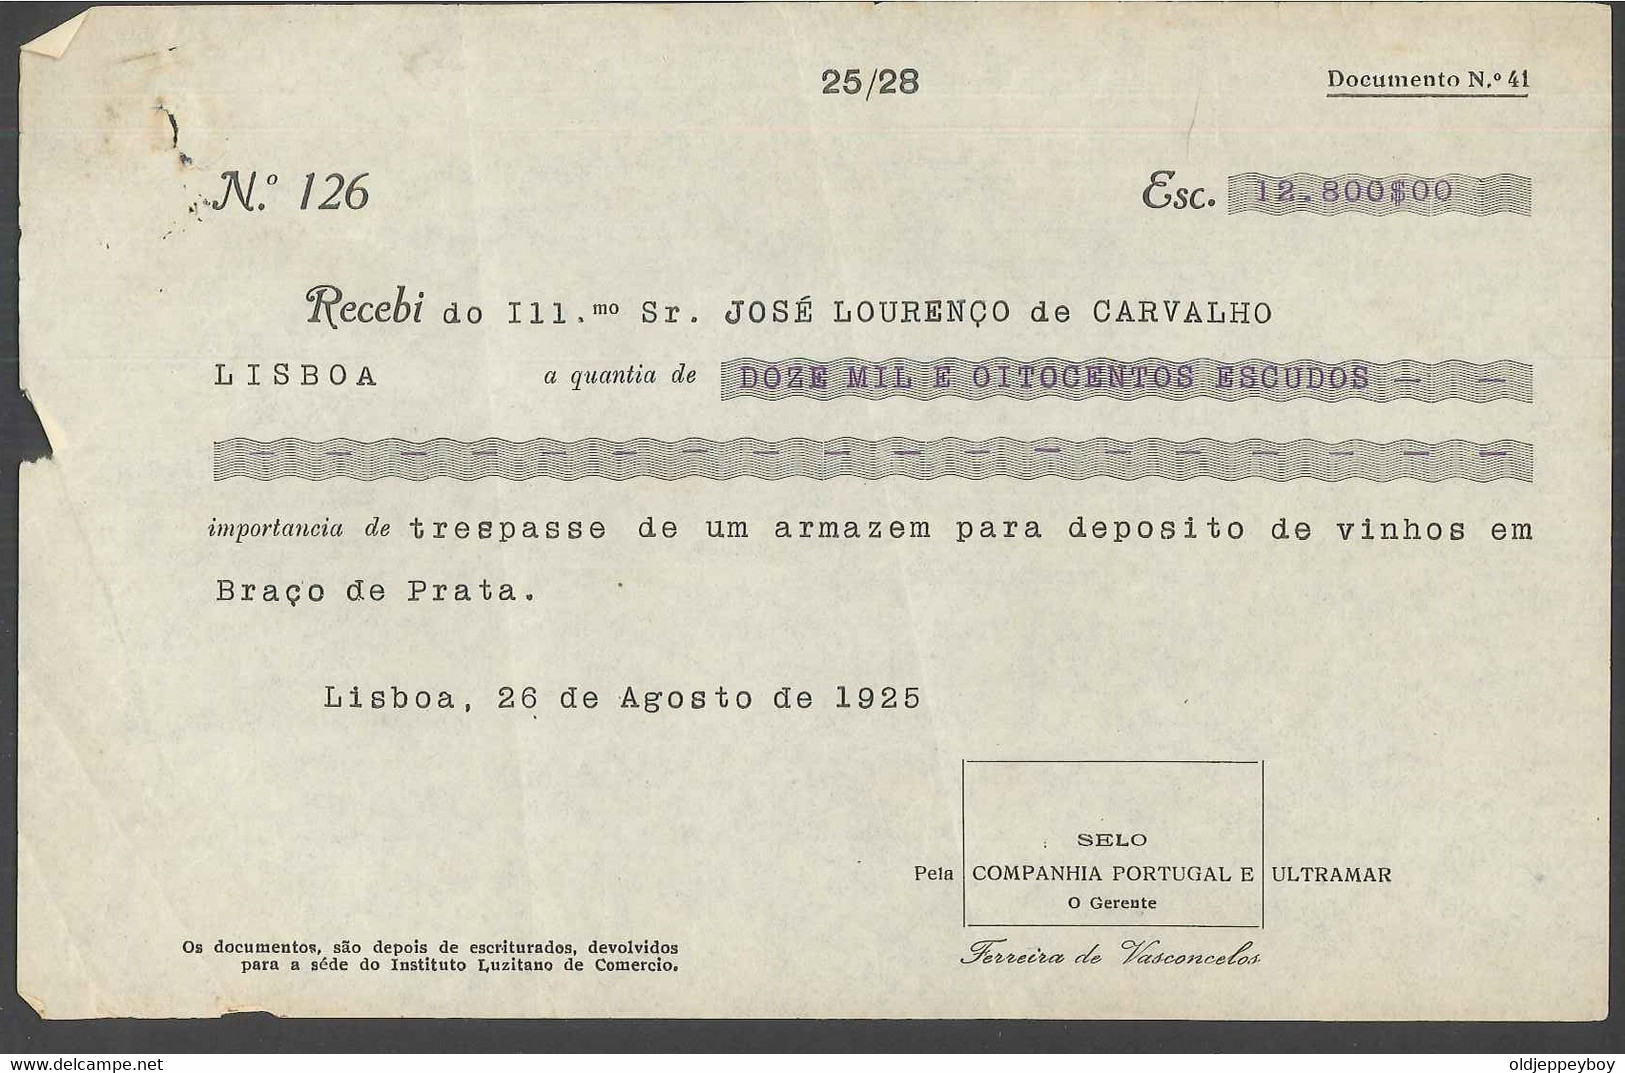 25/28
Documento N.º 41
N.º 126
Esc. 12.800$00
Recebi do Ill.mo Sr. JOSÉ LOURENÇO de CARVALHO
LISBOA a quantia de DOZE MIL E OITOCENTOS ESCUDOS — —
— — — — — — — — — — — — — — — — — —
importancia de trespasse de um armazem para deposito de vinhos em
Braço de Prata.
Lisboa, 26 de Agosto de 1925
SELO
Pela COMPANHIA PORTUGAL E ULTRAMAR
O Gerente
Ferreira de Vasconcelos
Os documentos, são depois de escriturados, devolvidos
para a séde do Instituto Luzitano de Comercio.
delcampe.net
oldjeppeyboy